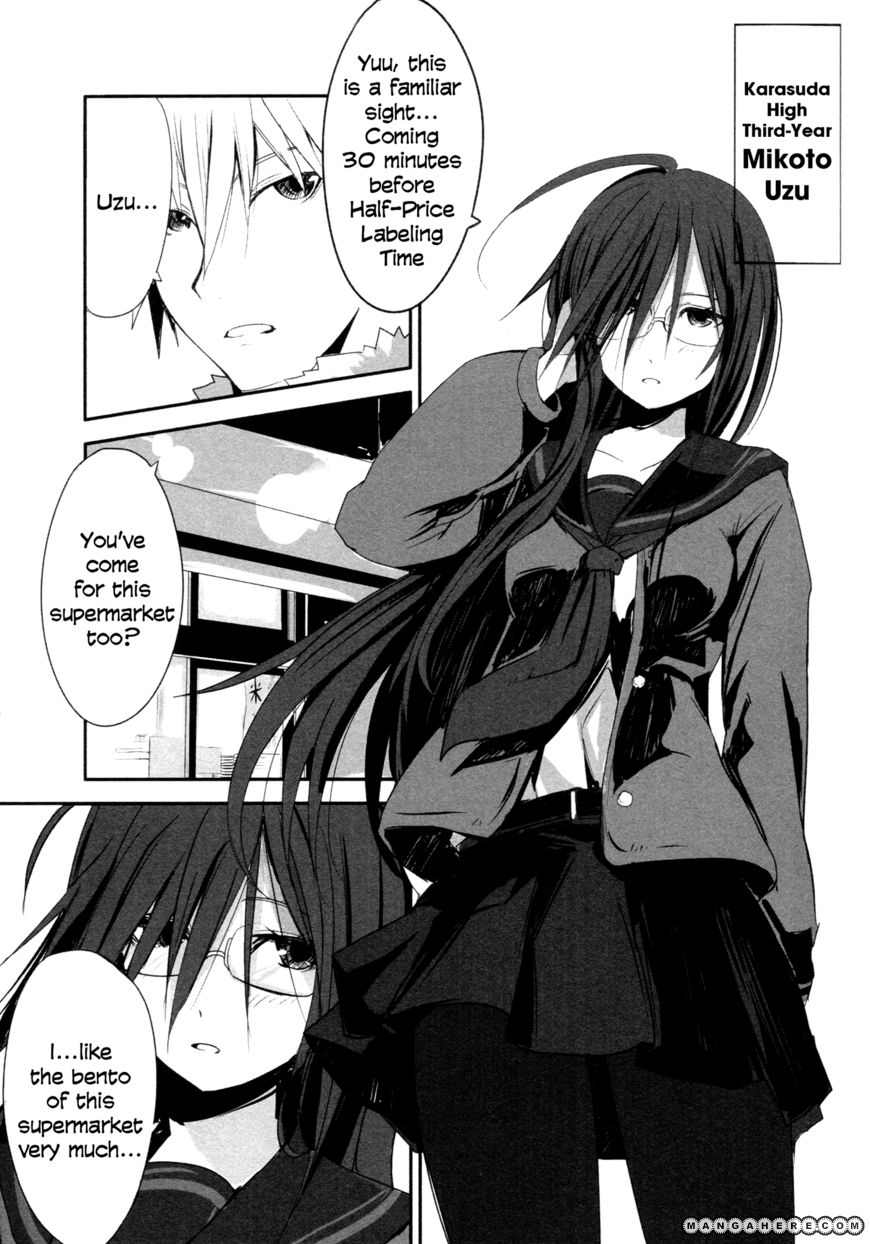 Karasuda
High
Third-Year
Mikoto
Uzu
Yuu, this
is a familiar
sight...
Coming
30 minutes
before
Half-Price
Labeling
Time
Uzu...
You've
come
for this
supermarket
too?
米
I...like
the bento
of this
supermarket
very much...
MANGAHERE.COM